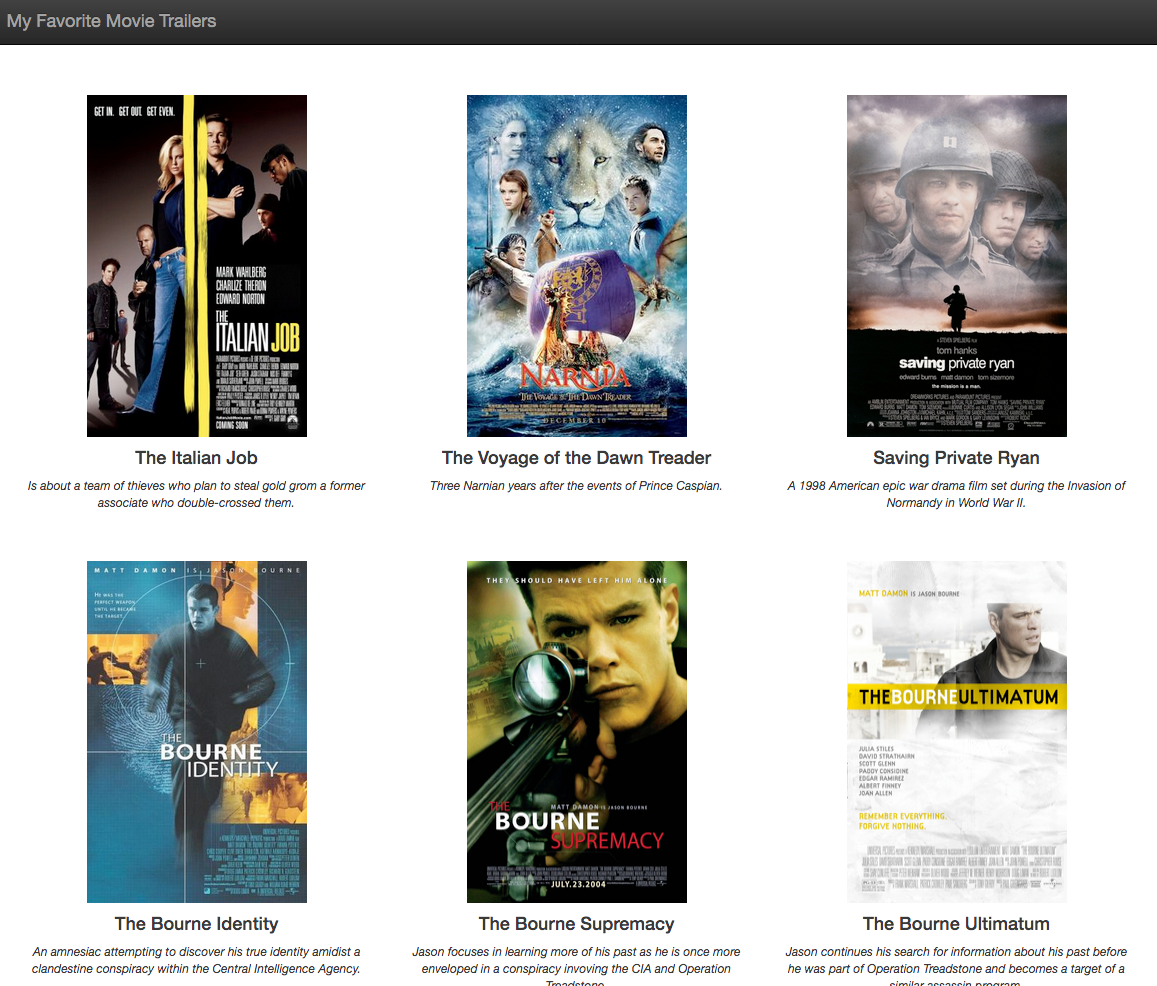 My Favorite Movie Trailers
GET IN. GET OUT. GET EVEN.
MARK WAHLBERG
CHARLIZE THERON
EDWARD NORTON
THE
ITALIAN JOB
COMING SOON
NARNIA
THE VOYAGE OF THE DAWN TREADER
DECEMBER 10
A STEVEN SPIELBERG FILM
tom hanks
saving private ryan
edward burns matt damon tom sizemore
the mission is a man.
The Italian Job
The Voyage of the Dawn Treader
Saving Private Ryan
Is about a team of thieves who plan to steal gold grom a former
associate who double-crossed them.
Three Narnian years after the events of Prince Caspian.
A 1998 American epic war drama film set during the Invasion of
Normandy in World War II.
MATT DAMON IS JASON BOURNE
HE WAS THE
PERFECT WEAPON
UNTIL HE BECAME
THE TARGET.
THE
BOURNE
IDENTITY
THEY SHOULD HAVE LEFT HIM ALONE
MATT DAMON IS JASON BOURNE
THE
BOURNE
SUPREMACY
JULY.23.2004
MATT DAMON IS JASON BOURNE
THEBOURNEULTIMATUM
JULIA STILES
DAVID STRATHAIRN
SCOTT GLENN
PADDY CONSIDINE
EDGAR RAMIREZ
ALBERT FINNEY
JOAN ALLEN
REMEMBER EVERYTHING.
FORGIVE NOTHING.
The Bourne Identity
The Bourne Supremacy
The Bourne Ultimatum
An amnesiac attempting to discover his true identity amidist a
clandestine conspiracy within the Central Intelligence Agency.
Jason focuses in learning more of his past as he is once more
enveloped in a conspiracy invoving the CIA and Operation
Treadstone
Jason continues his search for information about his past before
he was part of Operation Treadstone and becomes a target of a
similar assassin program